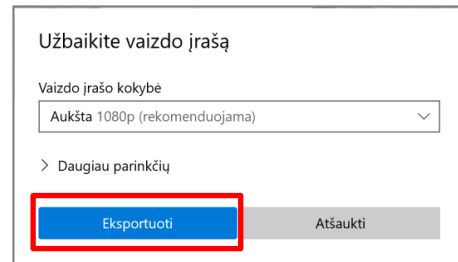 Užbaikite vaizdo įrašą
Vaizdo įrašo kokybė
Aukšta 1080p (rekomenduojama)
Daugiau parinkčių
Eksportuoti Atšaukti